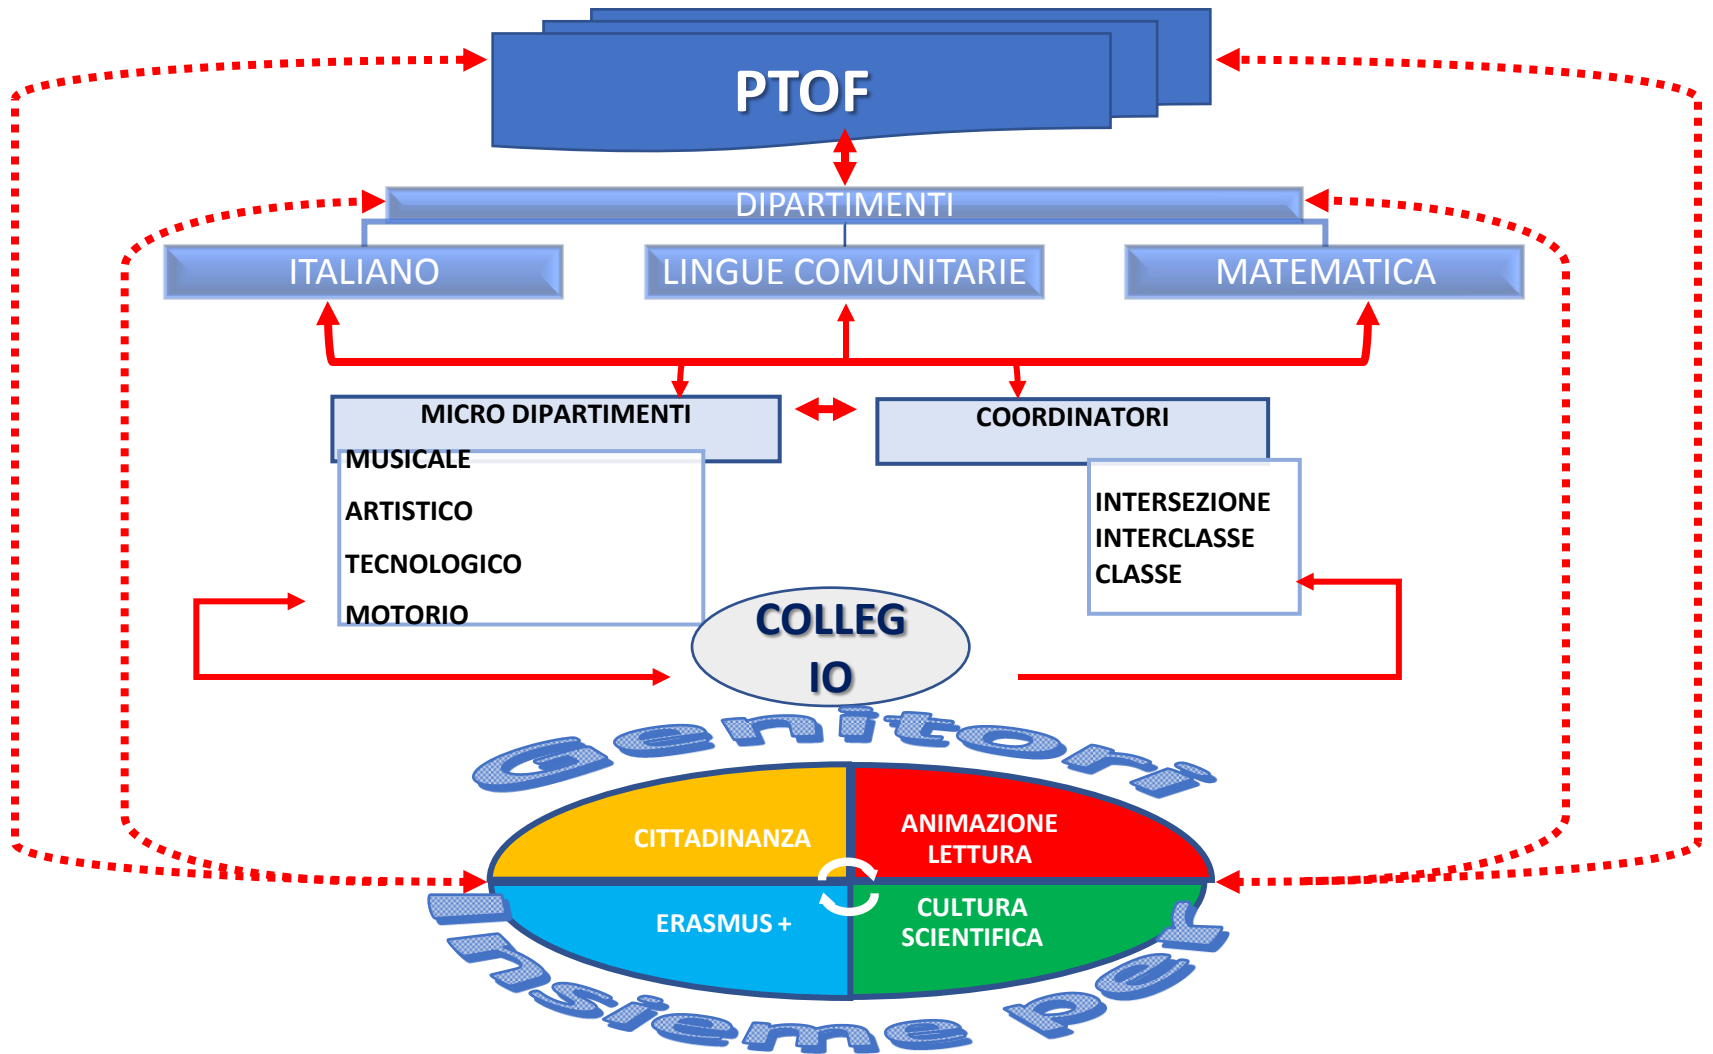 PTOF
DIPARTIMENTI
ITALIANO
LINGUE COMUNITARIE
MATEMATICA
MICRO DIPARTIMENTI
COORDINATORI
MUSICALE
ARTISTICO
TECNOLOGICO
MOTORIO
INTERSEZIONE
INTERCLASSE
CLASSE
COLLEG
IO
Genitori
CITTADINANZA
ANIMAZIONE
LETTURA
ERASMUS +
CULTURA
SCIENTIFICA
Insieme per